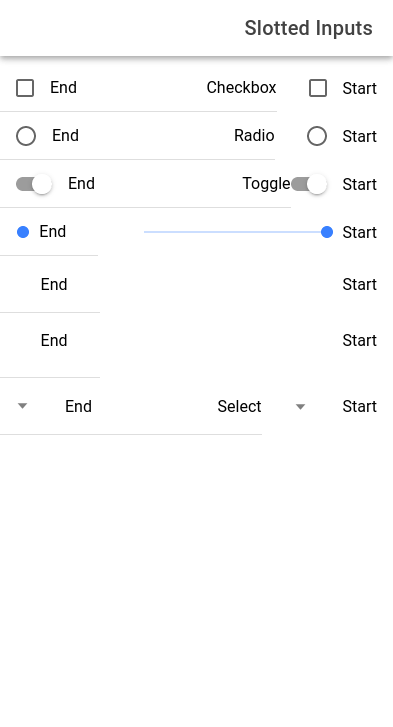 Slotted Inputs
End Checkbox Start
End Radio Start
End Toggle Start
End Start
End Start
End Start
End Select Start